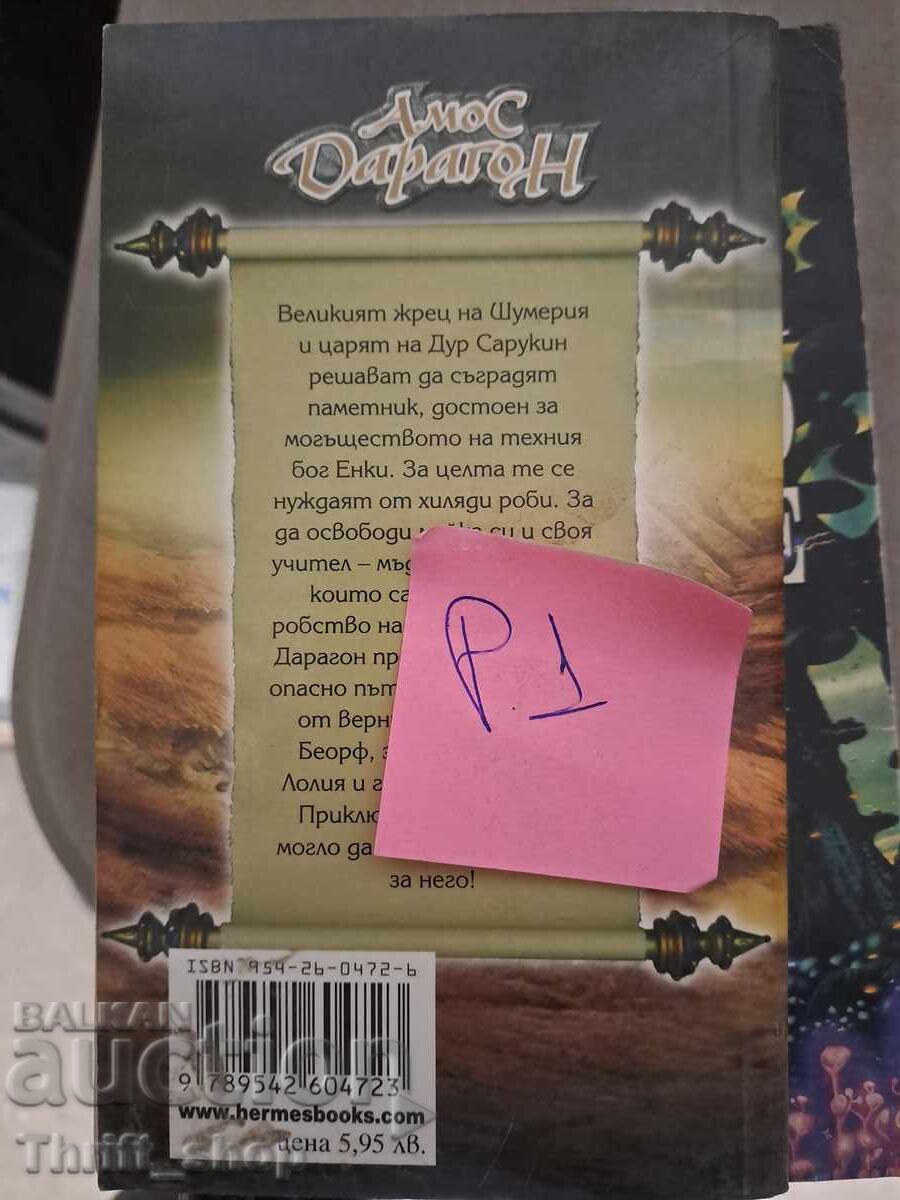 Амос
Дарагон
Великият жрец на Шумерия
и царят на Дур Сарукин
решават да съградят
паметник, достоен за
могъществото на техния
бог Енки. За целта те се
нуждаят от хиляди роби. За
да освободи си и своя
учител –
които
робство
Дарагон
опасно
от
Беорф,
Лолия и
могло
за него!
P.1
ISBN 954-26-0472-6
9 789542 604723
www.hermesbooks.com
цена 5,95 лв.
BALKAN
auction
Thrift_shop